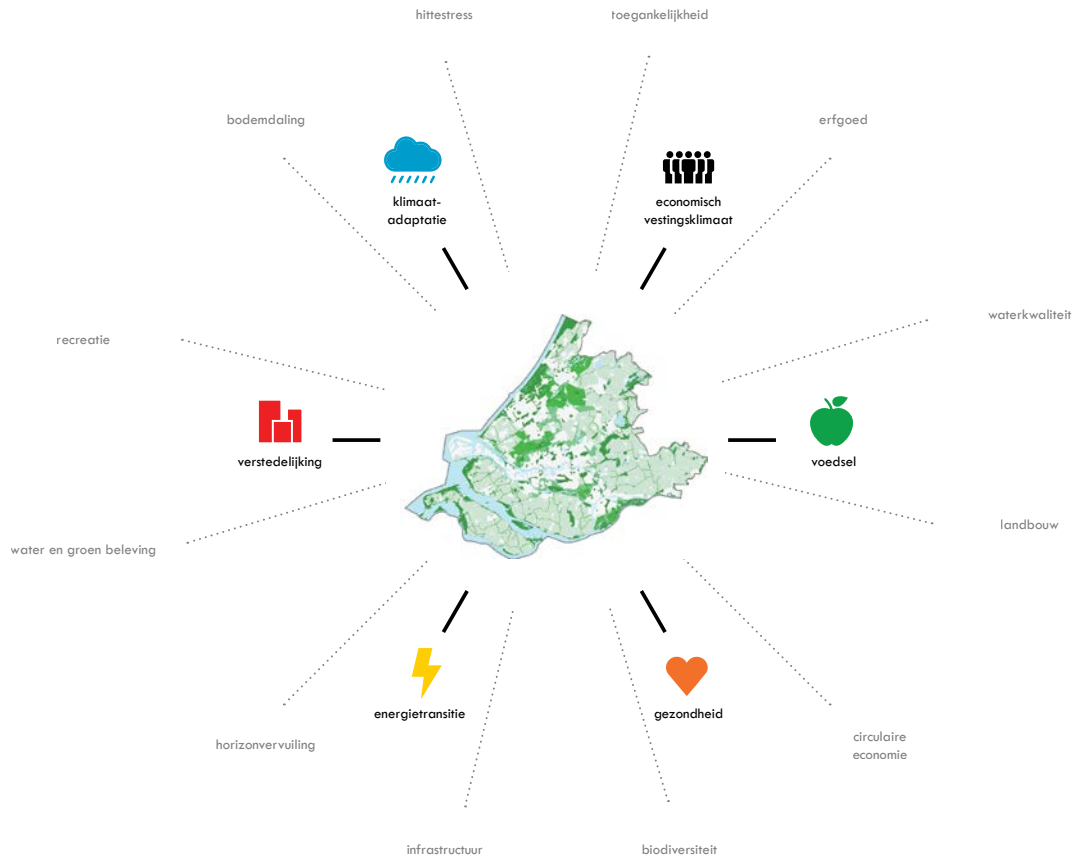 hittestress
toegankelijkheid
bodemdaling
erfgoed
klimaat-
adaptatie
economisch
vestingsklimaat
waterkwaliteit
recreatie
verstedelijking
voedsel
landbouw
water en groen beleving
energietransitie
gezondheid
horizonvervuiling
circulaire
economie
infrastructuur
biodiversiteit